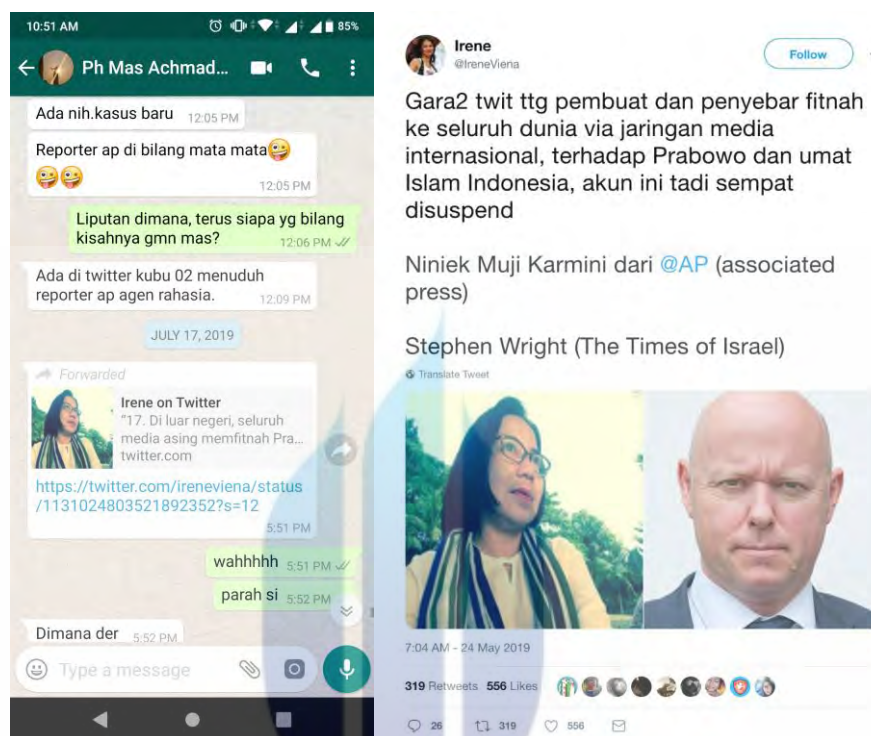 10:51 AM
85%
Ph Mas Achmad...
Ada nih.kasus baru 12:05 PM
Reporter ap di bilang mata mata🤪
🤪🤪
12:05 PM
Liputan dimana, terus siapa yg bilang
kisahnya gmn mas? 12:06 PM
Ada di twitter kubu 02 menuduh
reporter ap agen rahasia. 12:09 PM
JULY 17, 2019
Forwarded
Irene on Twitter
"17. Di luar negeri, seluruh
media asing memfitnah Pra...
twitter.com
https://twitter.com/ireneviena/status
/1131024803521892352?s=12
5:51 PM
wahhhhh 5:51 PM
parah si 5:52 PM
Dimana der 5:52 PM
Type a message
Irene
@IreneViena
Follow
Gara2 twit ttg pembuat dan penyebar fitnah
ke seluruh dunia via jaringan media
internasional, terhadap Prabowo dan umat
Islam Indonesia, akun ini tadi sempat
disuspend
Niniek Muji Karmini dari @AP (associated
press)
Stephen Wright (The Times of Israel)
Translate Tweet
7:04 AM - 24 May 2019
319 Retweets 556 Likes
26 319 556